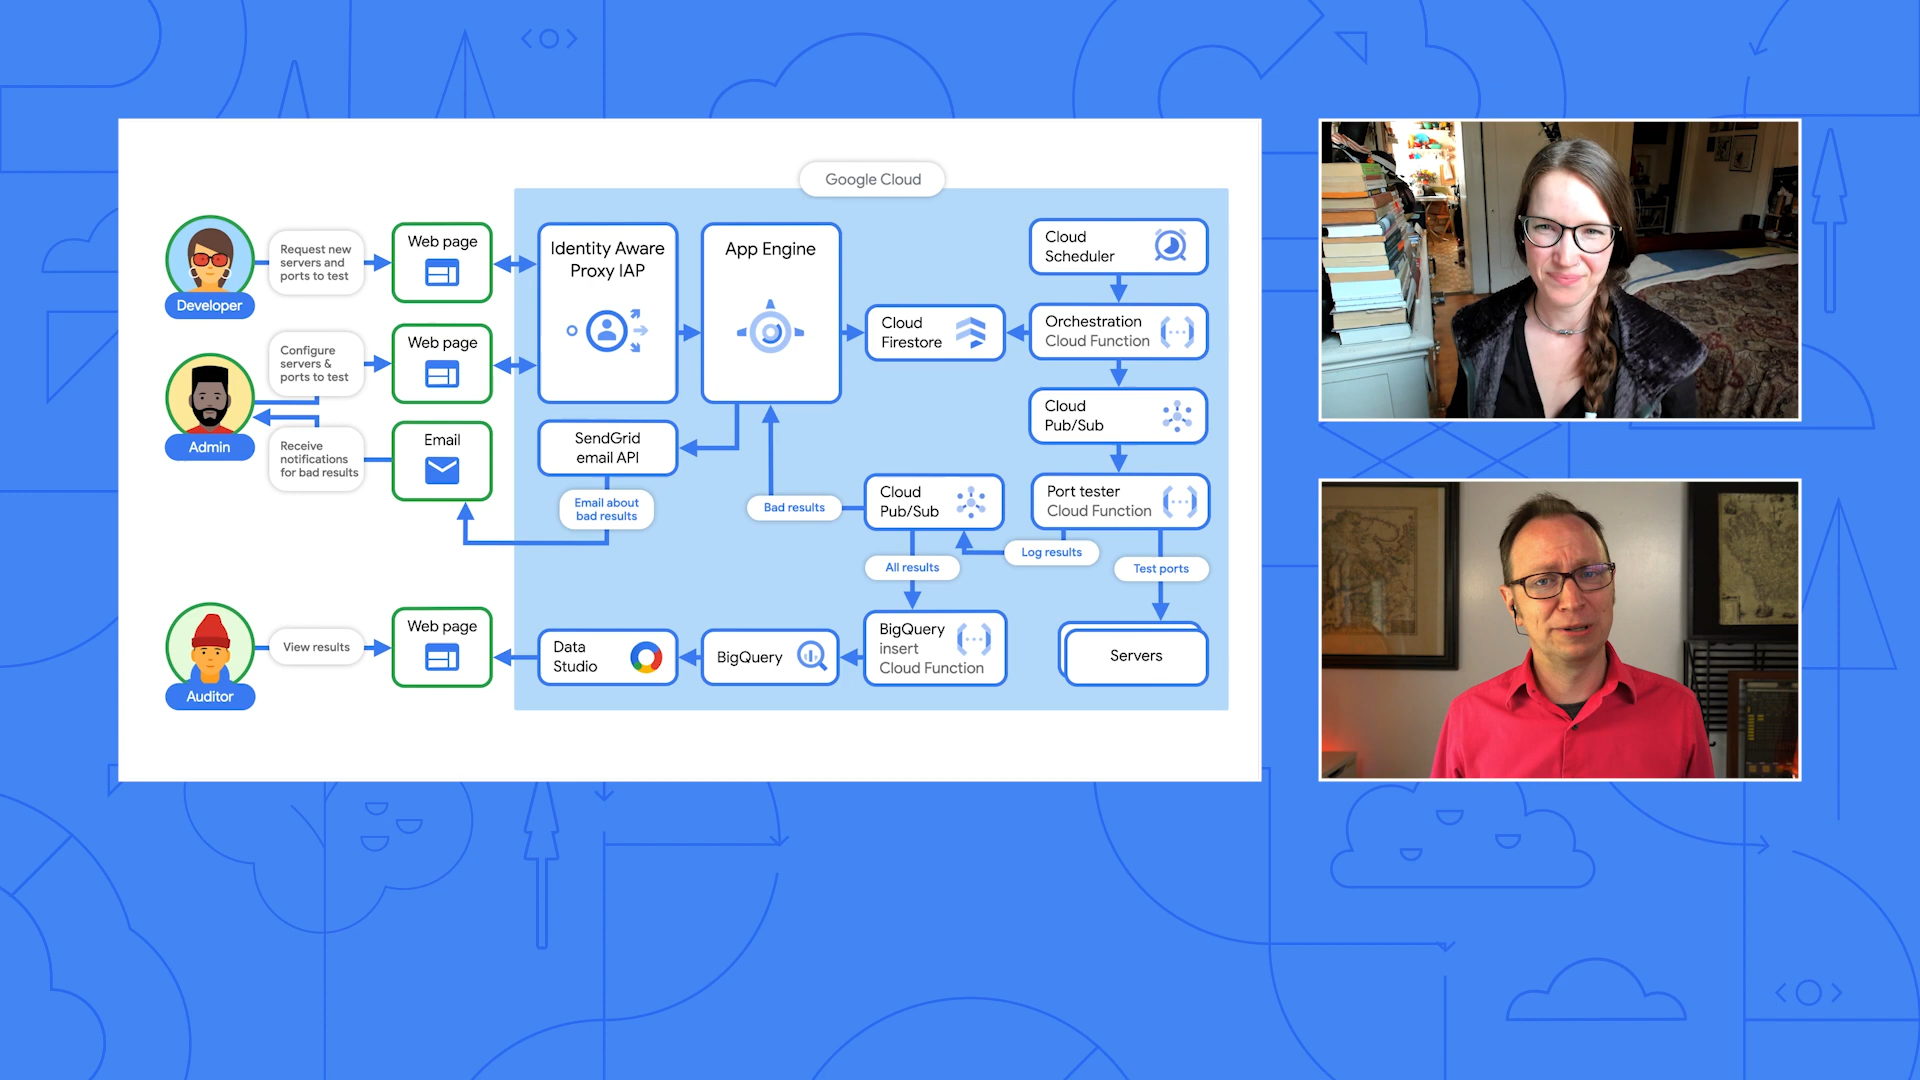 Google Cloud
Developer
Request new
servers and
ports to test
Web page
Identity Aware
Proxy IAP
App Engine
Cloud
Scheduler
Admin
Configure
servers &
ports to test
Web page
Cloud
Firestore
Orchestration
Cloud Function
Receive
notifications
for bad results
Email
SendGrid
email API
Cloud
Pub/Sub
Email about
bad results
Bad results
Cloud
Pub/Sub
Port tester
Cloud Function
Log results
All results
Test ports
Auditor
View results
Web page
Data
Studio
BigQuery
BigQuery
insert
Cloud Function
Servers